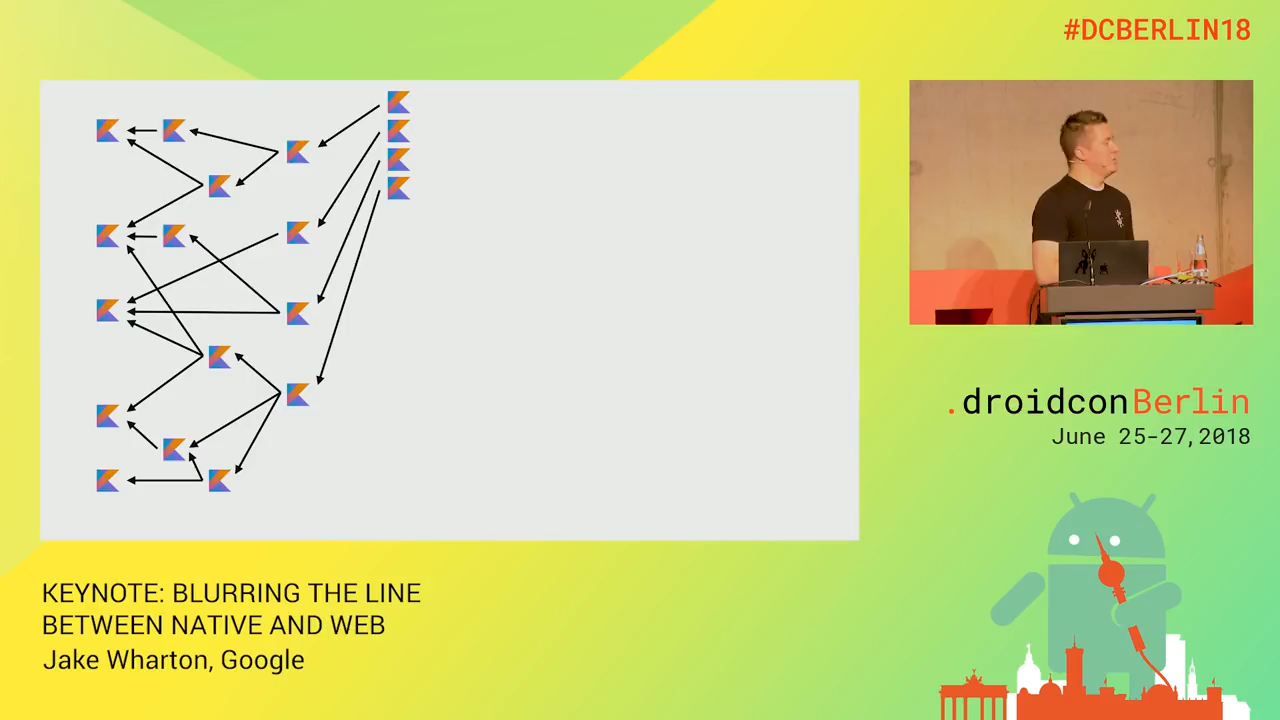 #DCBERLIN18
.droidconBerlin
June 25-27,2018
KEYNOTE: BLURRING THE LINE
BETWEEN NATIVE AND WEB
Jake Wharton, Google